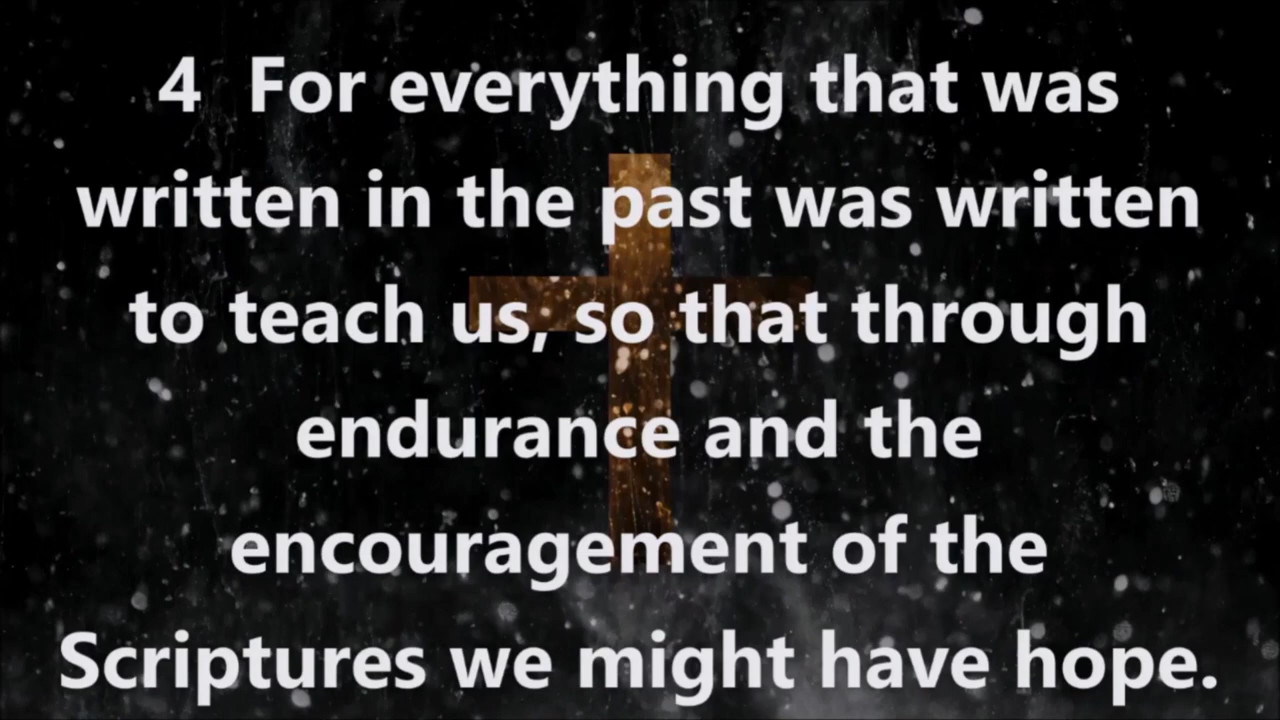 4  For everything that was
written in the past was written
to teach us, so that through
endurance and the
encouragement of the
Scriptures we might have hope.